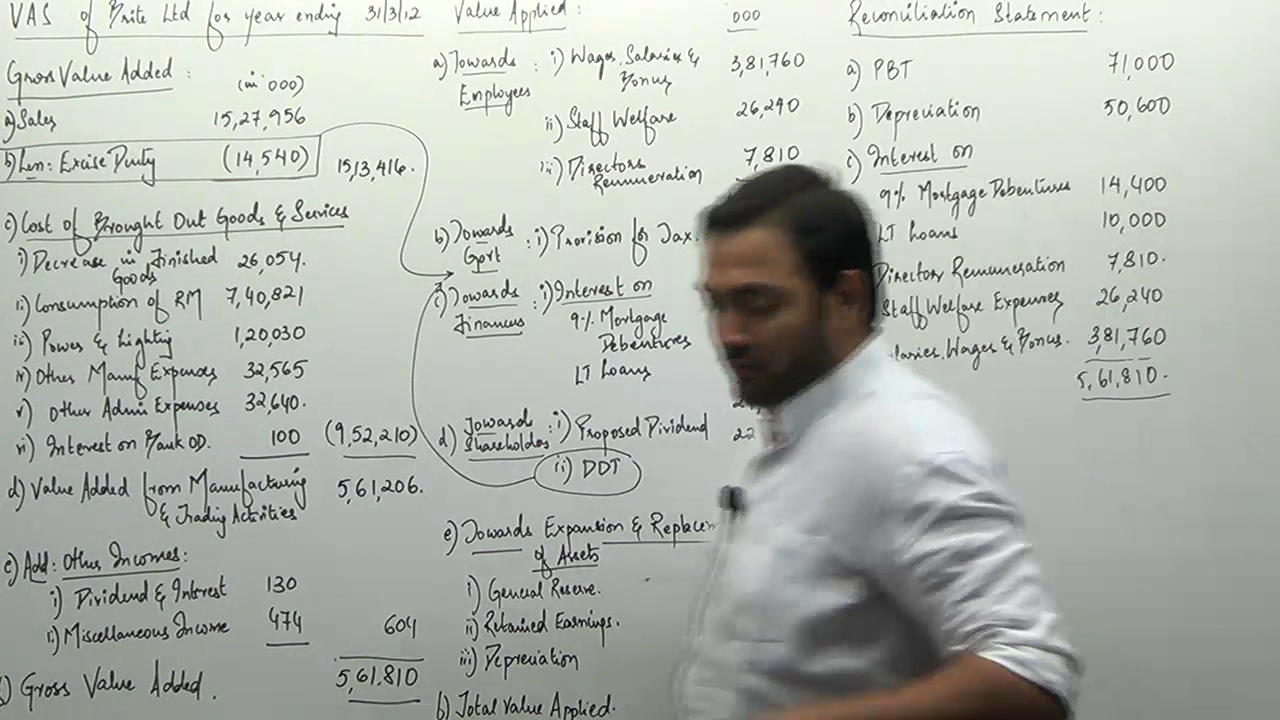 VAS of Brite Ltd for year ending 31/3/12
Gross Value Added :
(in '000)
a) Sales 15,27,956
b) Less: Excise Duty (14,540) 15,13,416.
c) Cost of Brought Out Goods & Services
i) Decrease in Finished Goods 26,054.
ii) Consumption of RM 7,40,821
iii) Power & Lighting 1,20,030
iv) Other Manuf Expenses 32,565
v) Other Admin Expenses 32,640.
vi) Interest on Bank OD. 100 (9,52,210)
d) Value Added from Manufacturing 5,61,206.
& Trading Activities
e) Add: Other Incomes:
i) Dividend & Interest 130
ii) Miscellaneous Income 474 604
) Gross Value Added. 5,61,810
Value Applied :
000
a) Towards Employees : i) Wages, Salaries & Bonus 3,81,760
ii) Staff Welfare 26,240
iii) Directors Remuneration 7,810
b) Towards Govt : i) Provision for Tax.
c) Towards Finances : i) Interest on
9% Mortgage
Debentures
LT Loans
d) Towards Shareholders : i) Proposed Dividend 22
ii) DDT
e) Towards Expansion & Replacem
of Assets
i) General Reserve.
ii) Retained Earnings.
iii) Depreciation
b) Total Value Applied.
Reconciliation Statement :
a) PBT 71,000
b) Depreciation 50,600
c) Interest on
9% Mortgage Debentures 14,400
LT Loans 10,000
Directors Remuneration 7,810.
Staff Welfare Expenses 26,240
laries, Wages & Bonus. 3,81,760
5,61,810.